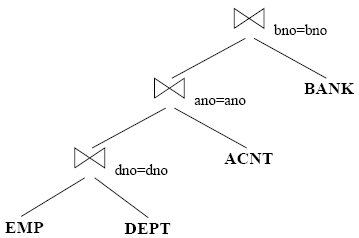 bno=bno
BANK
ano=ano
ACNT
dno=dno
EMP
DEPT